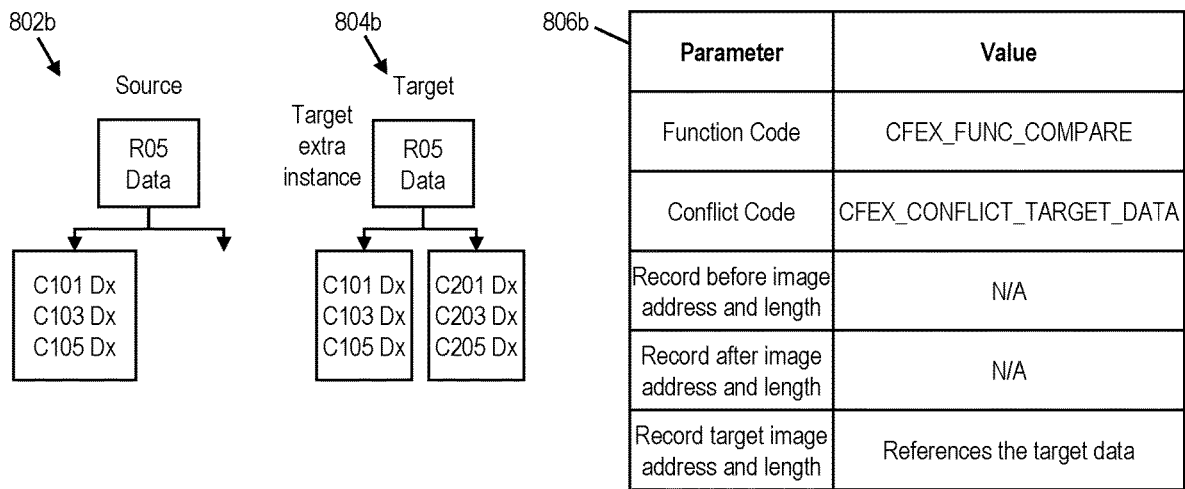 802b
Source
R05
Data
C101 Dx
C103 Dx
C105 Dx
804b
Target
Target
extra
instance
R05
Data
C101 Dx
C103 Dx
C105 Dx
C201 Dx
C203 Dx
C205 Dx
806b
Parameter Value
Function Code CFEX_FUNC_COMPARE
Conflict Code CFEX_CONFLICT_TARGET_DATA
Record before image
address and length
N/A
Record after image
address and length
N/A
Record target image
address and length
References the target data